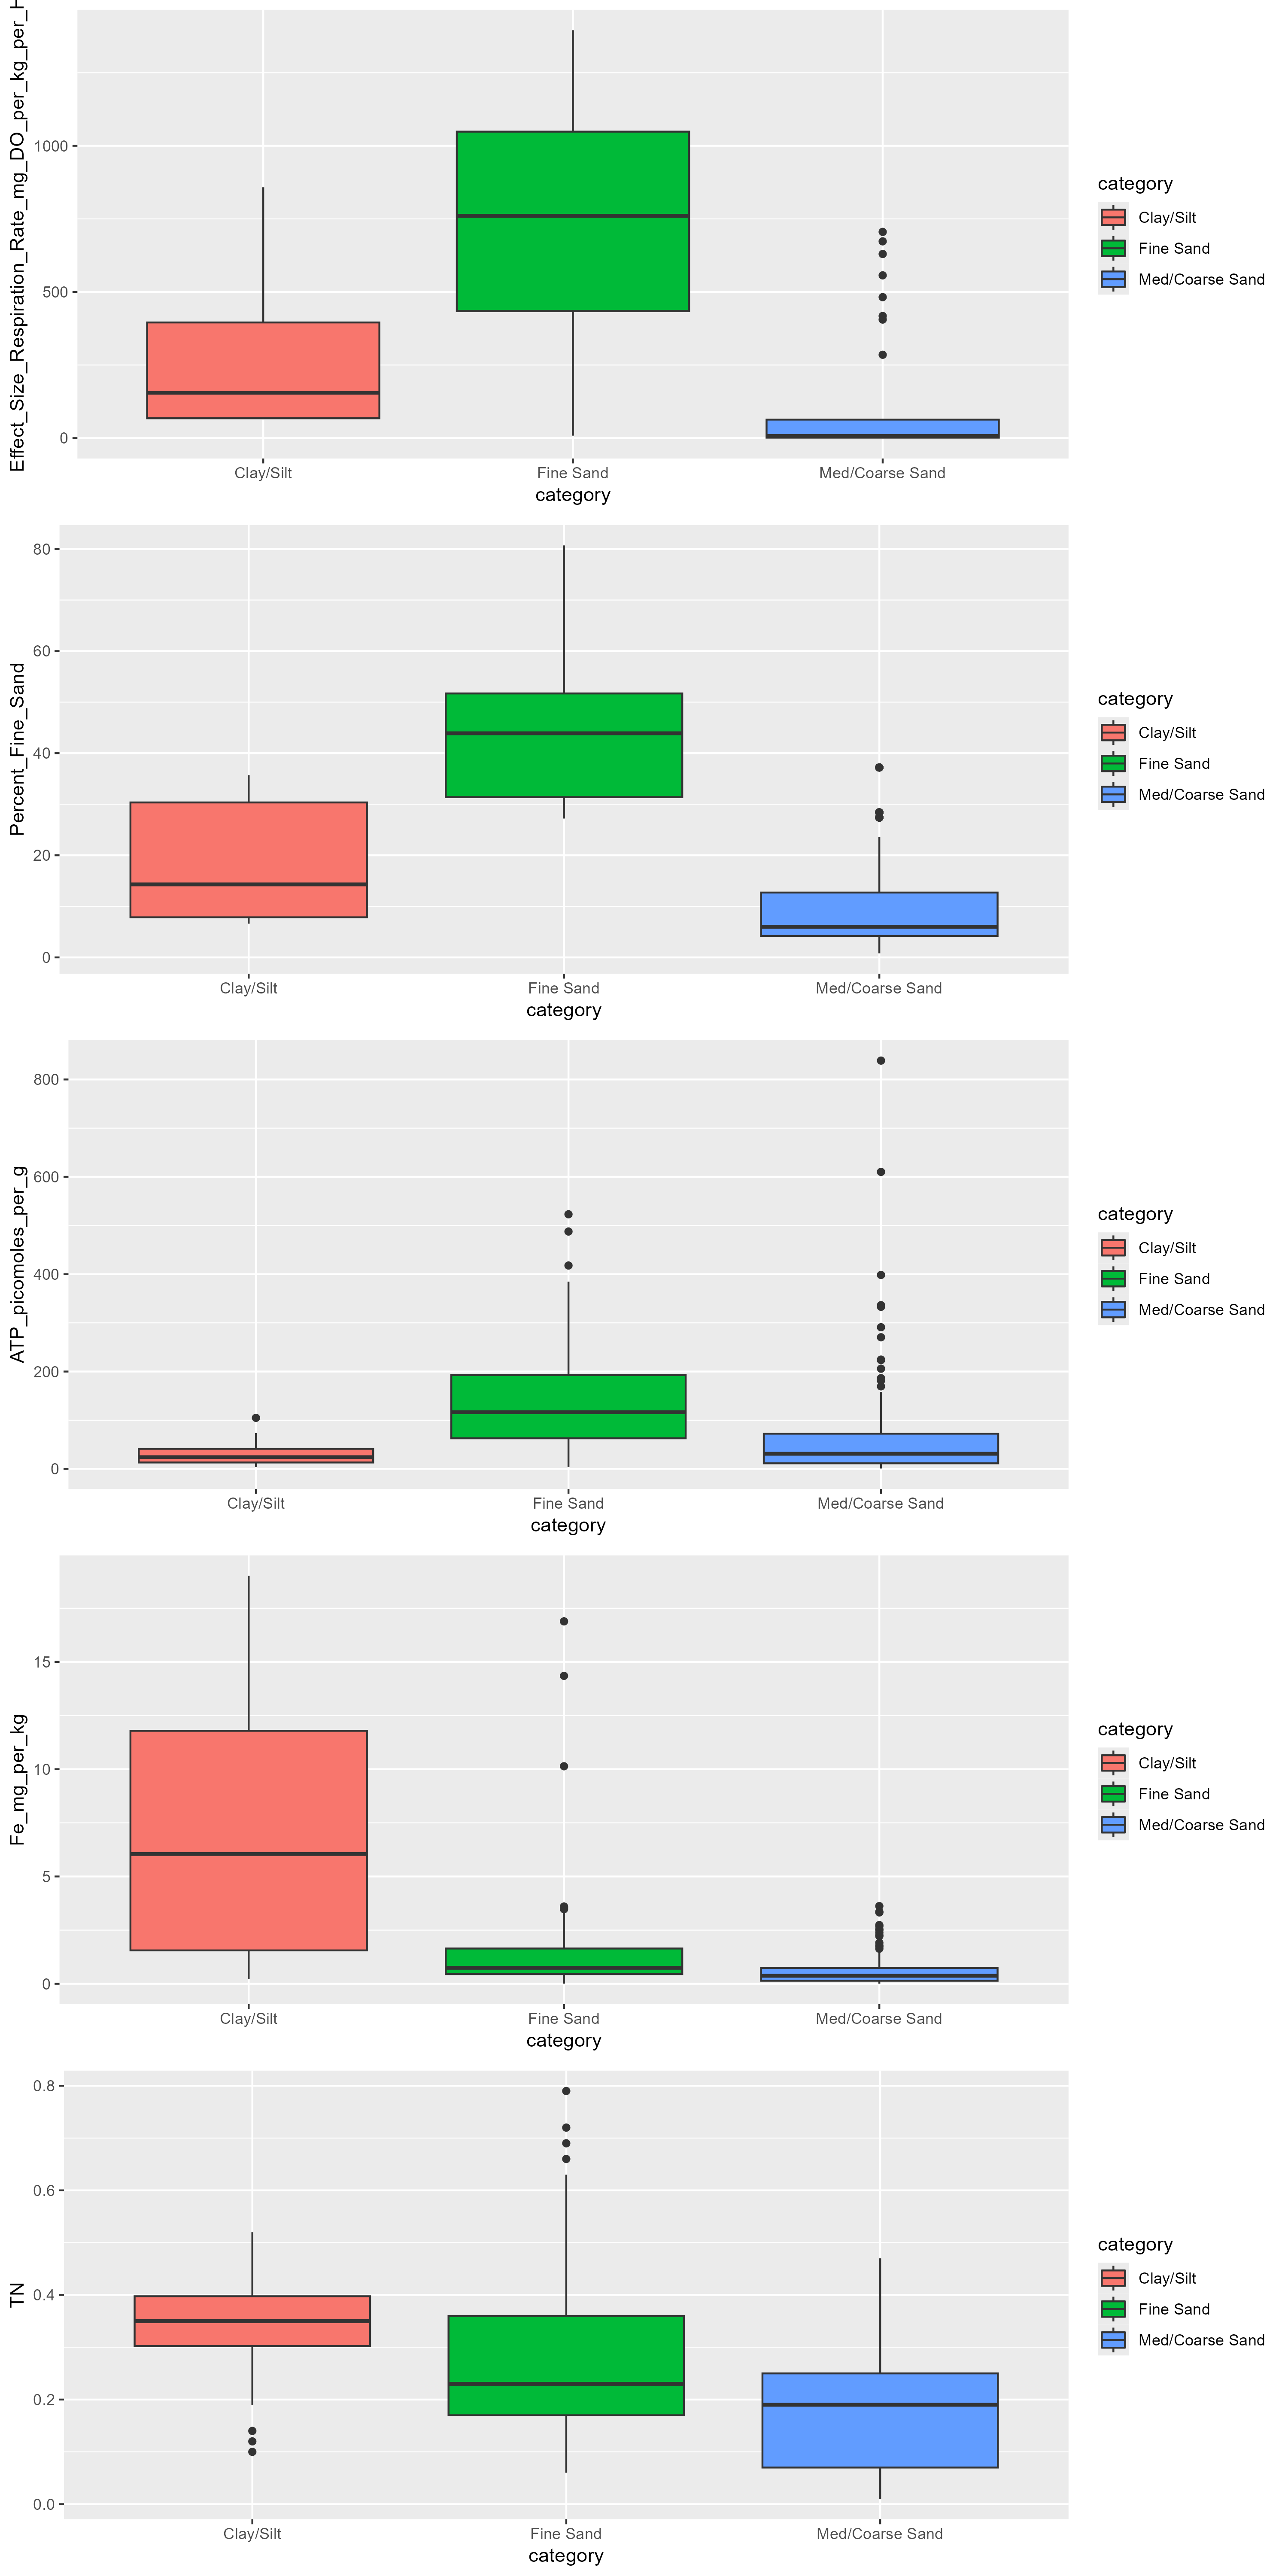 Effect_Size_Respiration_Rate_mg_DO_per_kg_per_H
1000
500
0
Clay/Silt
Fine Sand
Med/Coarse Sand
category
category
Clay/Silt
Fine Sand
Med/Coarse Sand
Percent_Fine_Sand
80
60
40
20
0
Clay/Silt
Fine Sand
Med/Coarse Sand
category
category
Clay/Silt
Fine Sand
Med/Coarse Sand
ATP_picomoles_per_g
800
600
400
200
0
Clay/Silt
Fine Sand
Med/Coarse Sand
category
category
Clay/Silt
Fine Sand
Med/Coarse Sand
Fe_mg_per_kg
15
10
5
0
Clay/Silt
Fine Sand
Med/Coarse Sand
category
category
Clay/Silt
Fine Sand
Med/Coarse Sand
TN
0.8
0.6
0.4
0.2
0.0
Clay/Silt
Fine Sand
Med/Coarse Sand
category
category
Clay/Silt
Fine Sand
Med/Coarse Sand